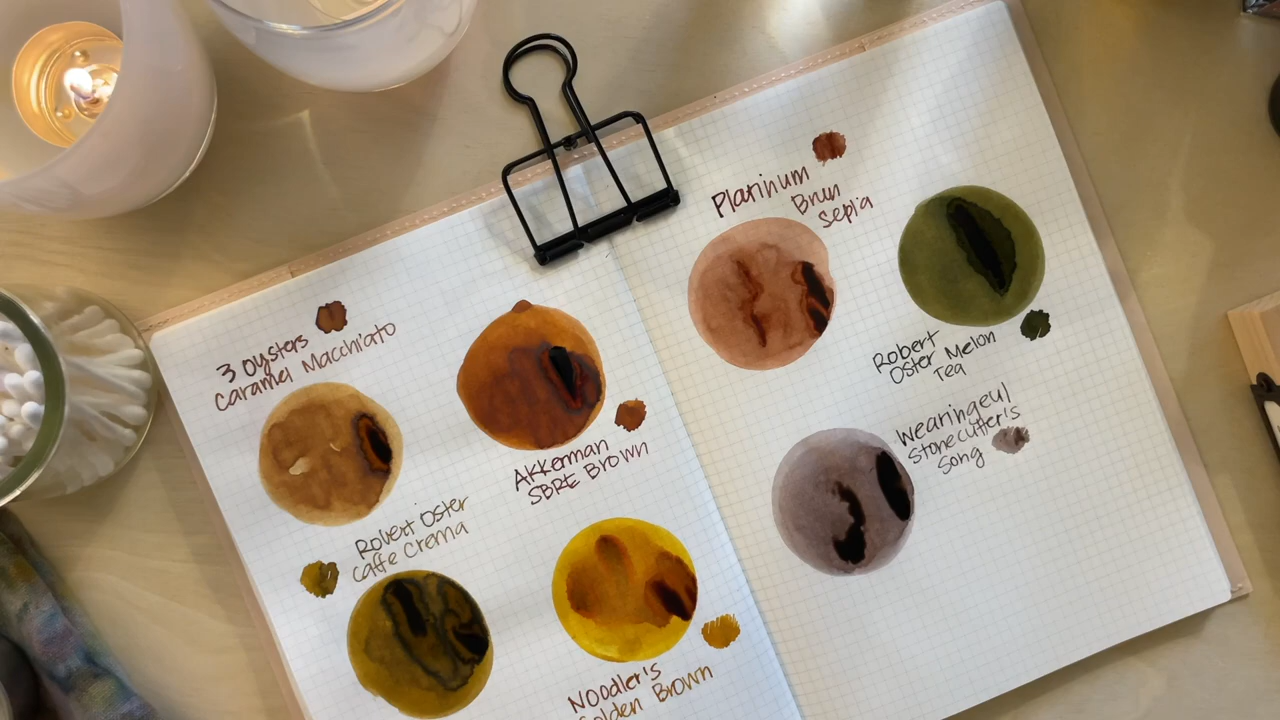 3 Oysters
Caramel Macchiato
Akkerman
SBRE Brown
Robert Oster
Caffe Crema
Noodler's
Golden Brown
Platinum
Brun
Sepia
Robert
Oster Melon
Tea
Wearingeul
Stonecutter's
Song